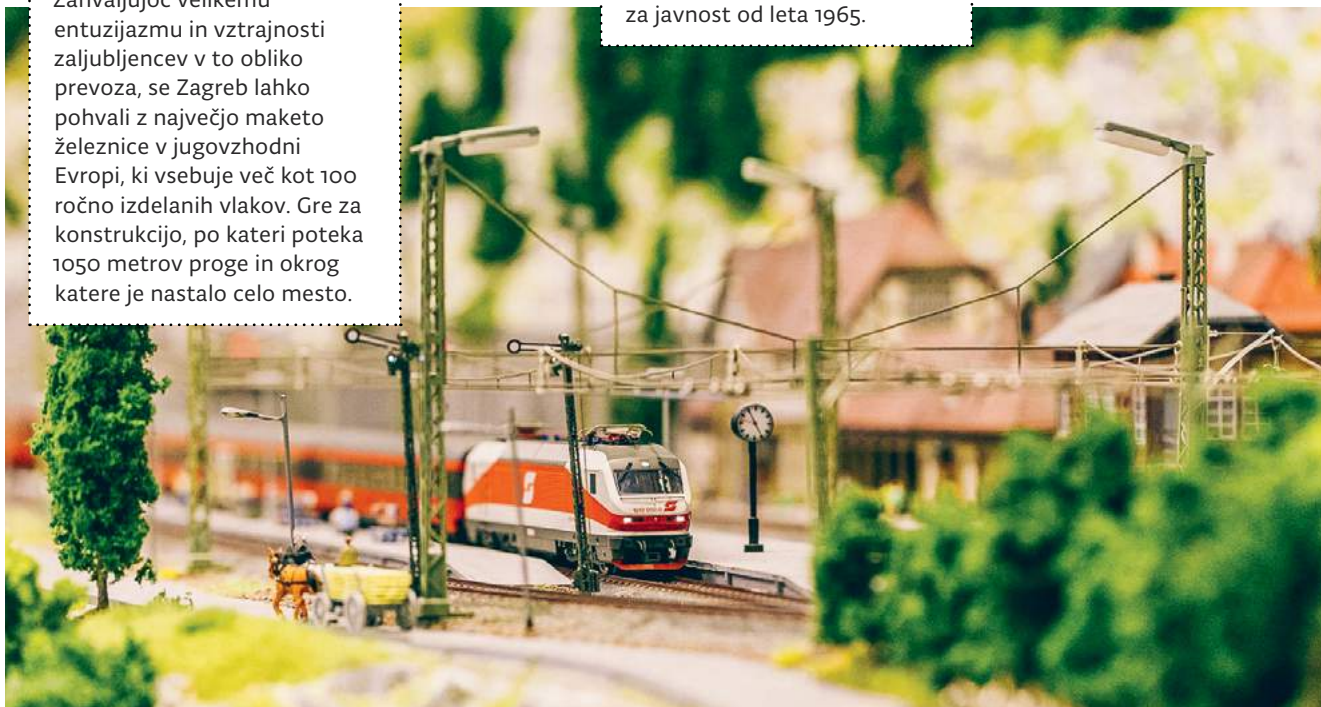 Zahvaljujoč velikemu
entuzijazmu in vztrajnosti
zaljubljencev v to obliko
prevoza, se Zagreb lahko
pohvali z največjo maketo
železnice v jugovzhodni
Evropi, ki vsebuje več kot 100
ročno izdelanih vlakov. Gre za
konstrukcijo, po kateri poteka
1050 metrov proge in okrog
katere je nastalo celo mesto.
za javnost od leta 1965.